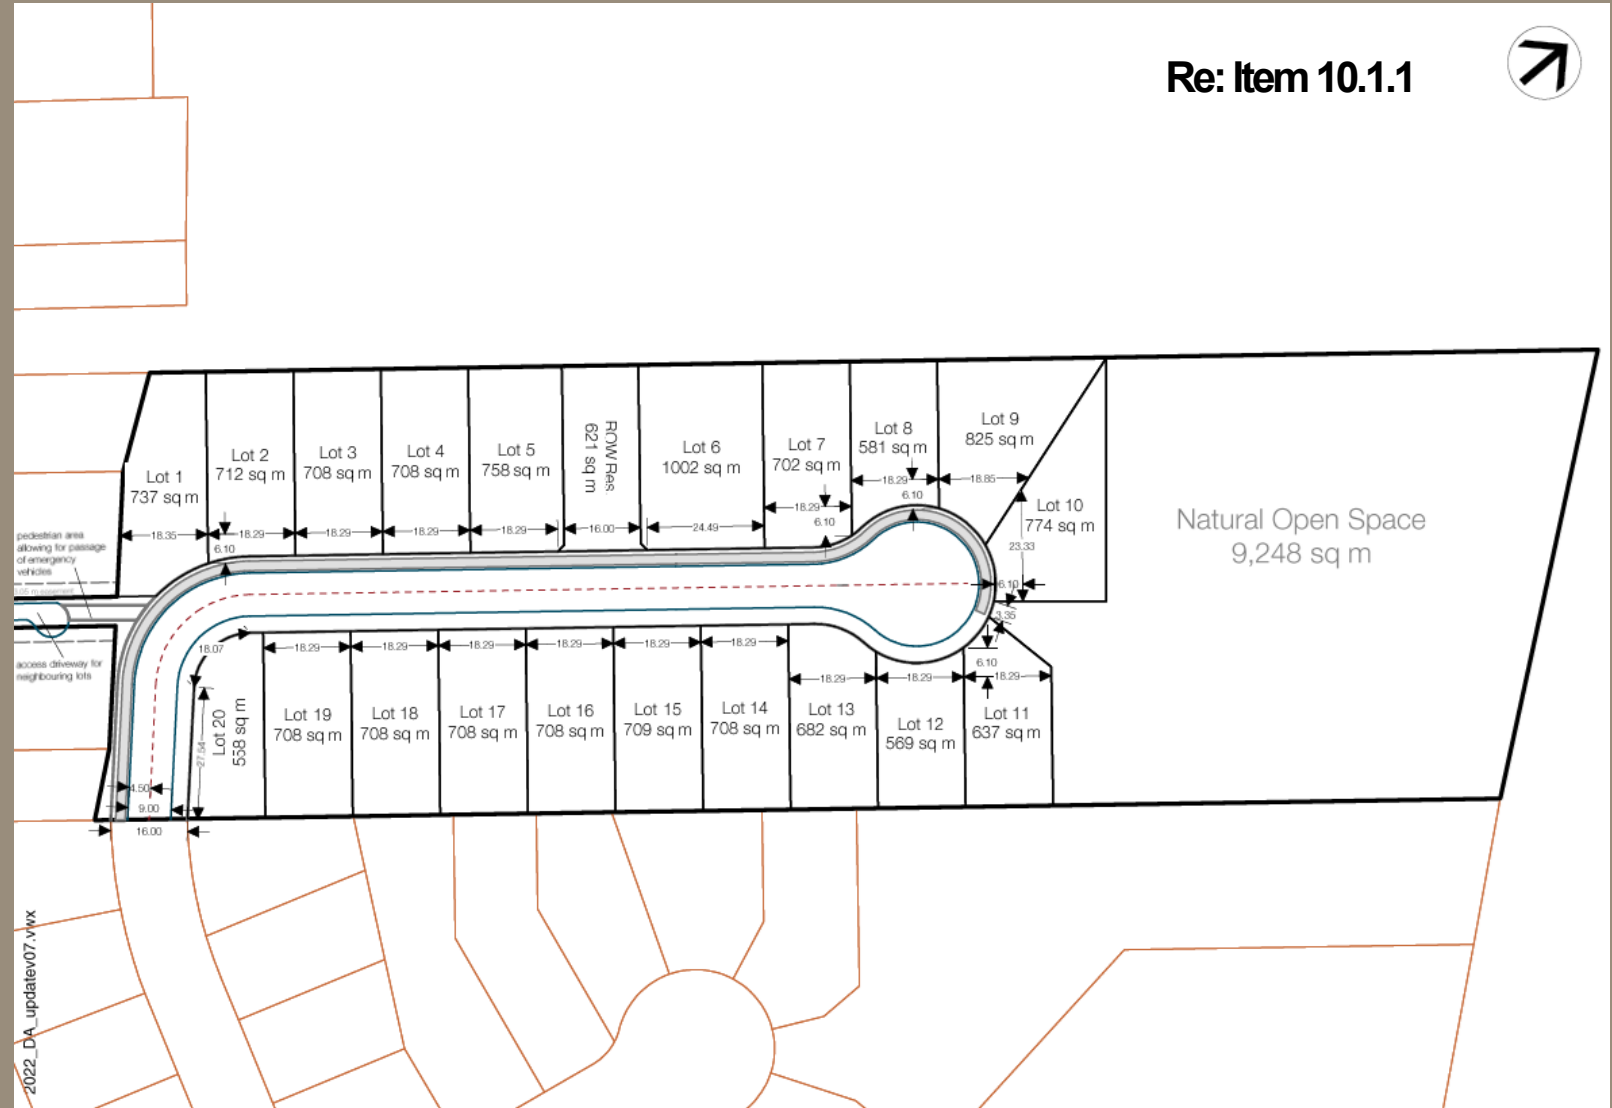 Re: Item 10.1.1
Lot 1
737 sq m
Lot 2
712 sq m
Lot 3
708 sq m
Lot 4
708 sq m
Lot 5
758 sq m
ROW Res
621 sq m
Lot 6
1002 sq m
Lot 7
702 sq m
Lot 8
581 sq m
Lot 9
825 sq m
Lot 10
774 sq m
Natural Open Space
9,248 sq m
18.35
6.10
18.29
18.29
18.29
18.29
16.00
24.49
18.29
6.10
18.29
6.10
18.85
23.33
6.10
3.35
pedestrian area
allowing for passage
of emergency
vehicles
access driveway for
neighbouring lots
18.07
27.54
4.50
9.00
16.00
18.29
18.29
18.29
18.29
18.29
18.29
18.29
18.29
6.10
18.29
Lot 20
558 sq m
Lot 19
708 sq m
Lot 18
708 sq m
Lot 17
708 sq m
Lot 16
708 sq m
Lot 15
709 sq m
Lot 14
708 sq m
Lot 13
682 sq m
Lot 12
569 sq m
Lot 11
637 sq m
2022_DA_updatev07.vwx